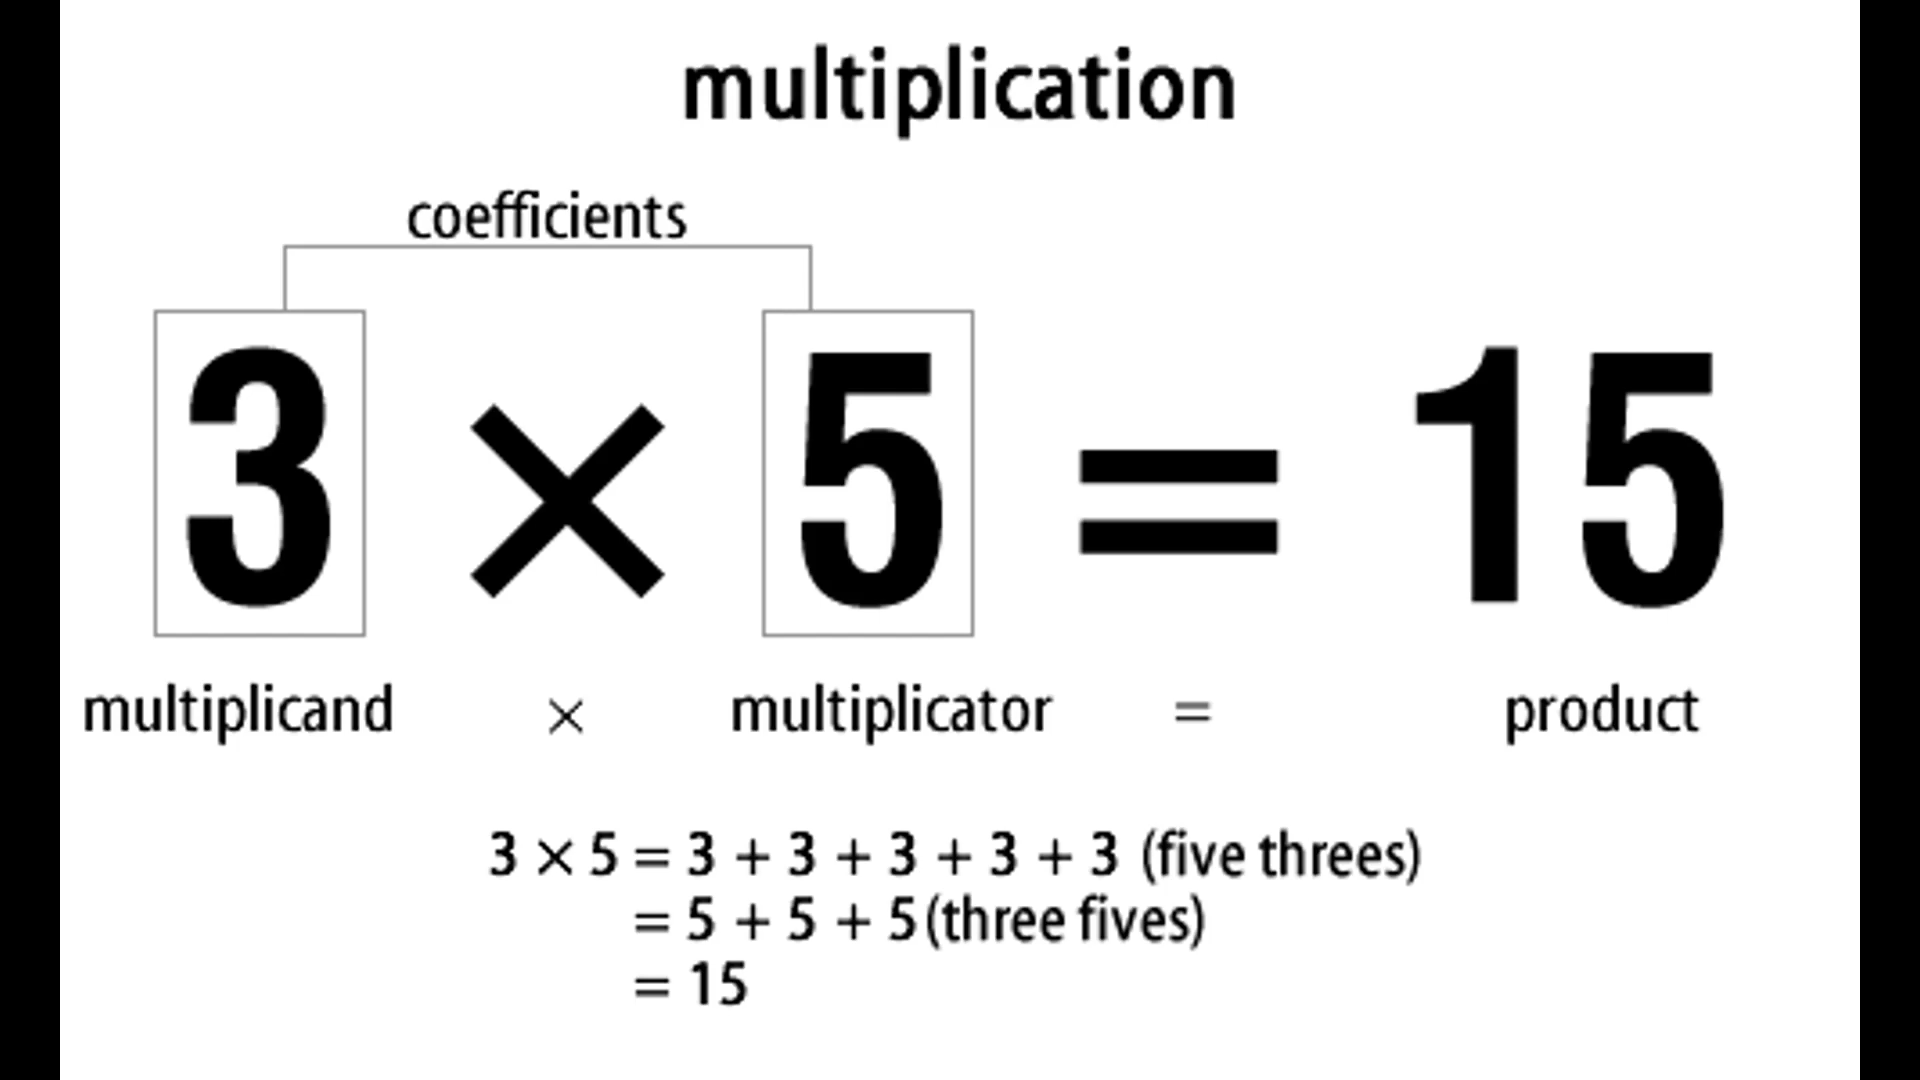 multiplication
coefficients
3 × 5 = 15
multiplicand × multiplicator = product
3 × 5 = 3 + 3 + 3 + 3 + 3 (five threes)
= 5 + 5 + 5 (three fives)
= 15